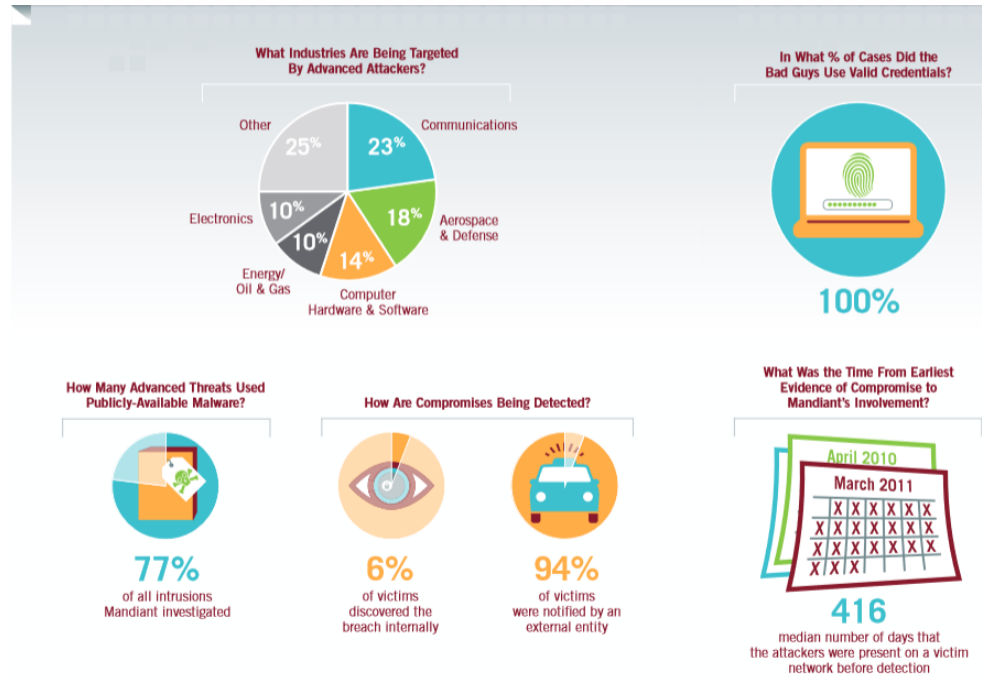 What Industries Are Being Targeted
By Advanced Attackers?
Other
25%
23%
Communications
Electronics
10%
18%
Aerospace
& Defense
10%
14%
Energy/
Oil & Gas
Computer
Hardware & Software
In What % of Cases Did the
Bad Guys Use Valid Credentials?
100%
How Many Advanced Threats Used
Publicly-Available Malware?
77%
of all intrusions
Mandiant investigated
How Are Compromises Being Detected?
6%
of victims
discovered the
breach internally
94%
of victims
were notified by an
external entity
What Was the Time From Earliest
Evidence of Compromise to
Mandiant's Involvement?
April 2010
March 2011
X X X X X X
X X X X X X X
X X X X X X X
X X X
416
median number of days that
the attackers were present on a victim
network before detection